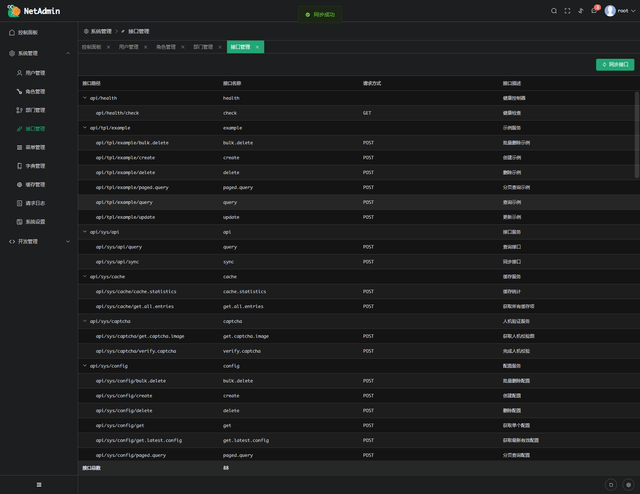 NetAdmin
同步成功
3
root
控制面板
系统管理
用户管理
角色管理
部门管理
接口管理
菜单管理
字典管理
缓存管理
请求日志
系统设置
开发管理
系统管理 > 接口管理
控制面板 用户管理 角色管理 部门管理 接口管理
同步接口
接口路径 接口名称 请求方式 接口描述
api/health health 健康控制器
api/health/check check GET 健康检查
api/tpl/example example 示例服务
api/tpl/example/bulk.delete bulk.delete POST 批量删除示例
api/tpl/example/create create POST 创建示例
api/tpl/example/delete delete POST 删除示例
api/tpl/example/paged.query paged.query POST 分页查询示例
api/tpl/example/query query POST 查询示例
api/tpl/example/update update POST 更新示例
api/sys/api api 接口服务
api/sys/api/query query POST 查询接口
api/sys/api/sync sync POST 同步接口
api/sys/cache cache 缓存服务
api/sys/cache/cache.statistics cache.statistics POST 缓存统计
api/sys/cache/get.all.entries get.all.entries POST 获取所有缓存项
api/sys/captcha captcha 人机验证服务
api/sys/captcha/get.captcha.image get.captcha.image POST 获取人机校验图
api/sys/captcha/verify.captcha verify.captcha POST 完成人机校验
api/sys/config config 配置服务
api/sys/config/bulk.delete bulk.delete POST 批量删除配置
api/sys/config/create create POST 创建配置
api/sys/config/delete delete POST 删除配置
api/sys/config/get get POST 获取单个配置
api/sys/config/get.latest.config get.latest.config POST 获取最新有效配置
api/sys/config/paged.query paged.query POST 分页查询配置
接口总数